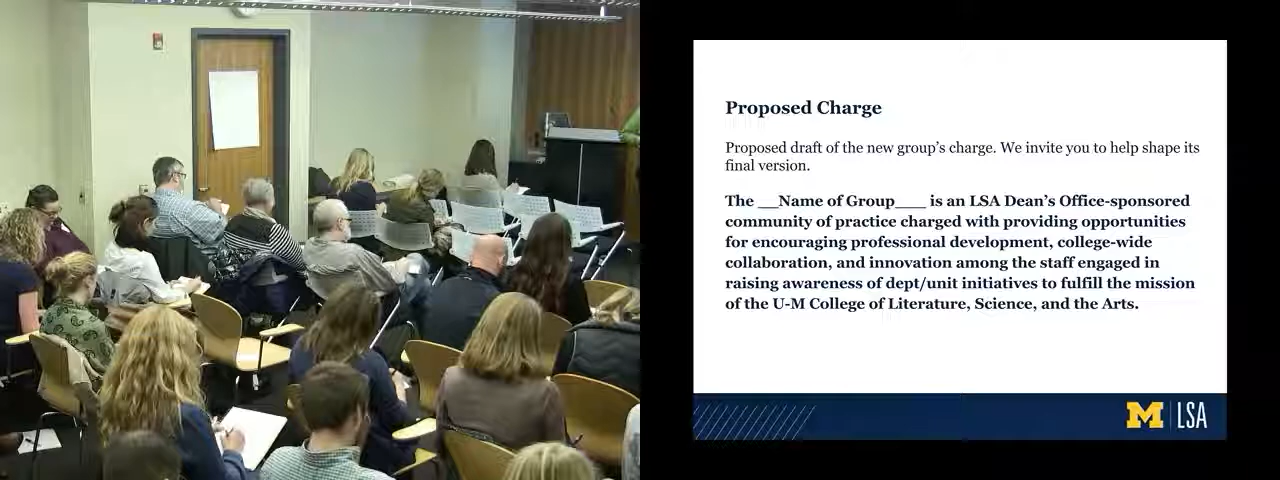 Proposed Charge
Proposed draft of the new group's charge. We invite you to help shape its
final version.
The __Name of Group___ is an LSA Dean's Office-sponsored
community of practice charged with providing opportunities
for encouraging professional development, college-wide
collaboration, and innovation among the staff engaged in
raising awareness of dept/unit initiatives to fulfill the mission
of the U-M College of Literature, Science, and the Arts.
M LSA